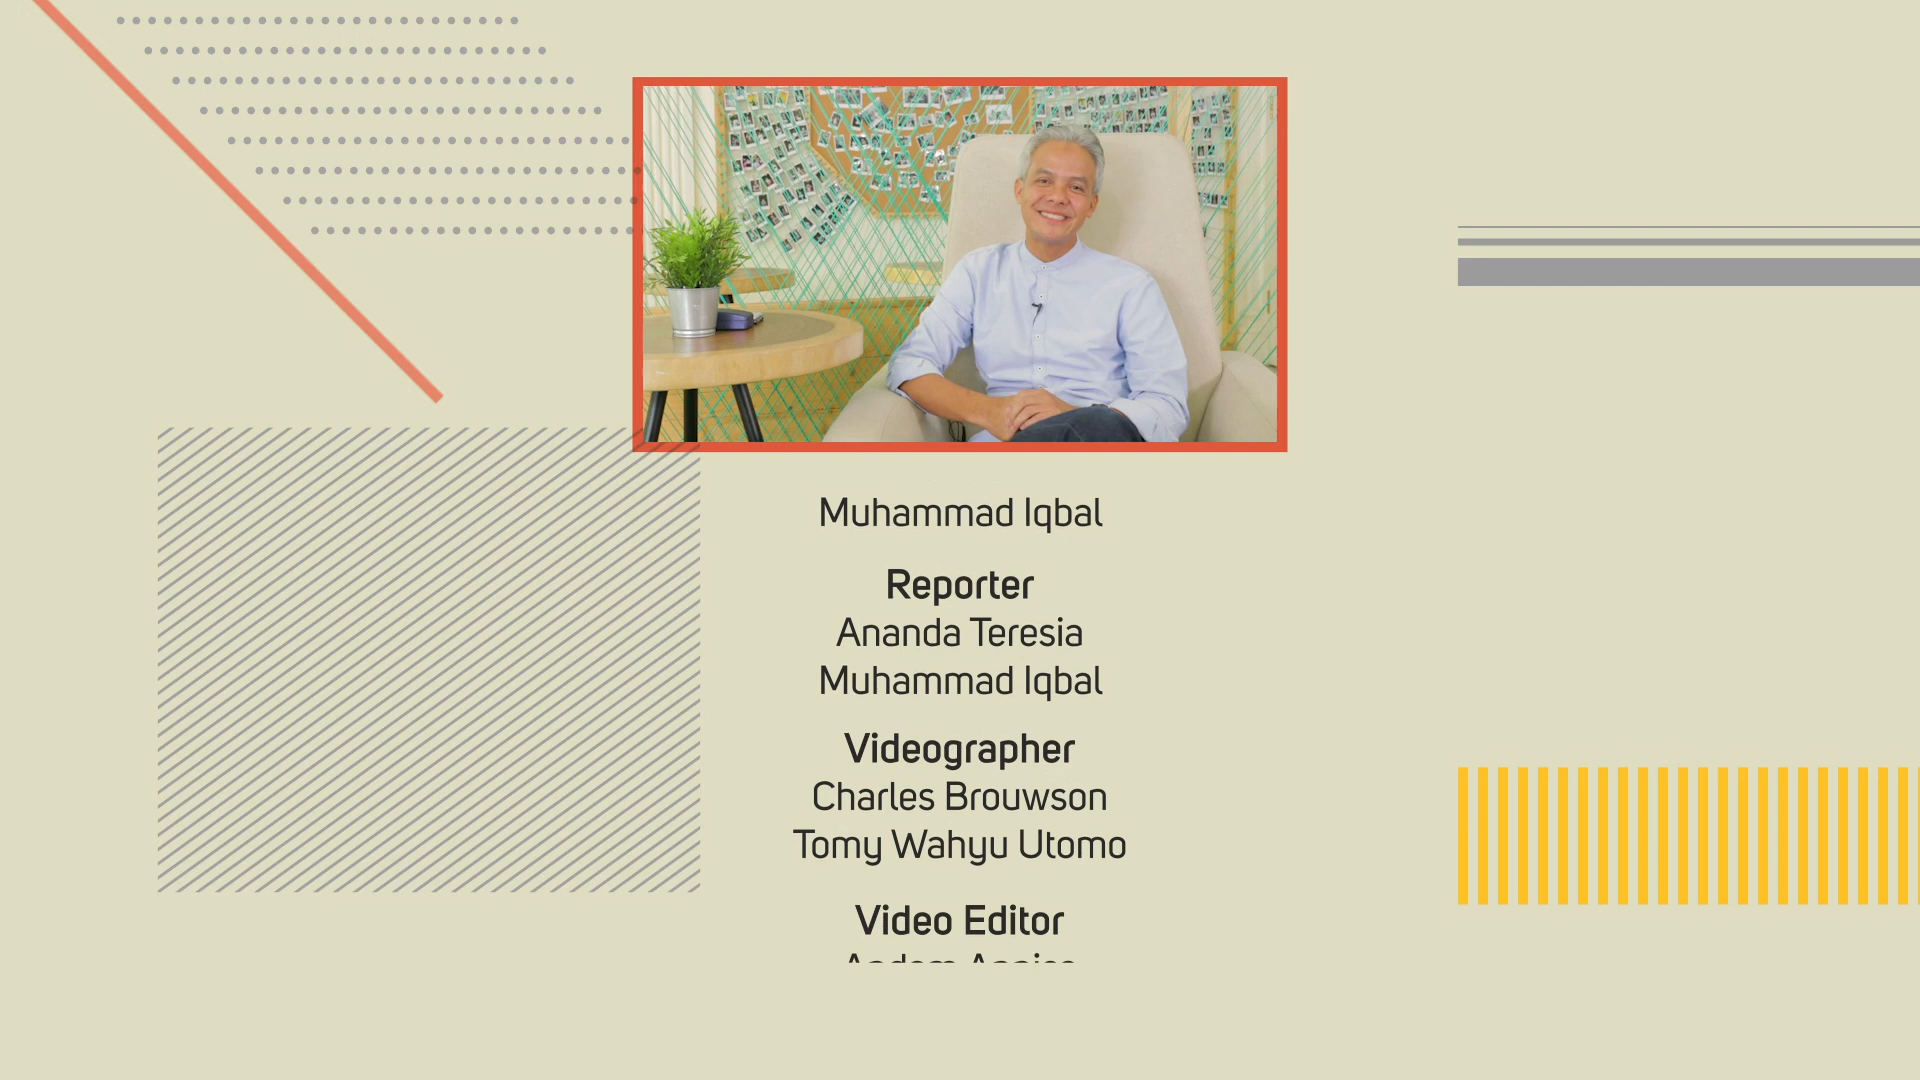 Muhammad Iqbal
Reporter
Ananda Teresia
Muhammad Iqbal
Videographer
Charles Brouwson
Tomy Wahyu Utomo
Video Editor